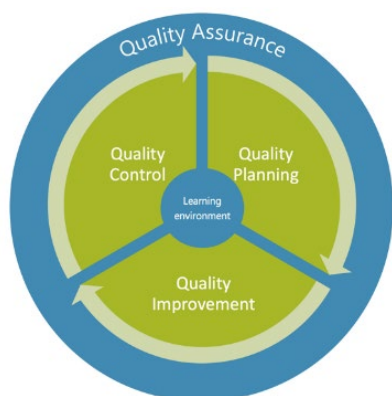 Quality Assurance
Quality
Control
Quality
Planning
Learning
environment
Quality
Improvement